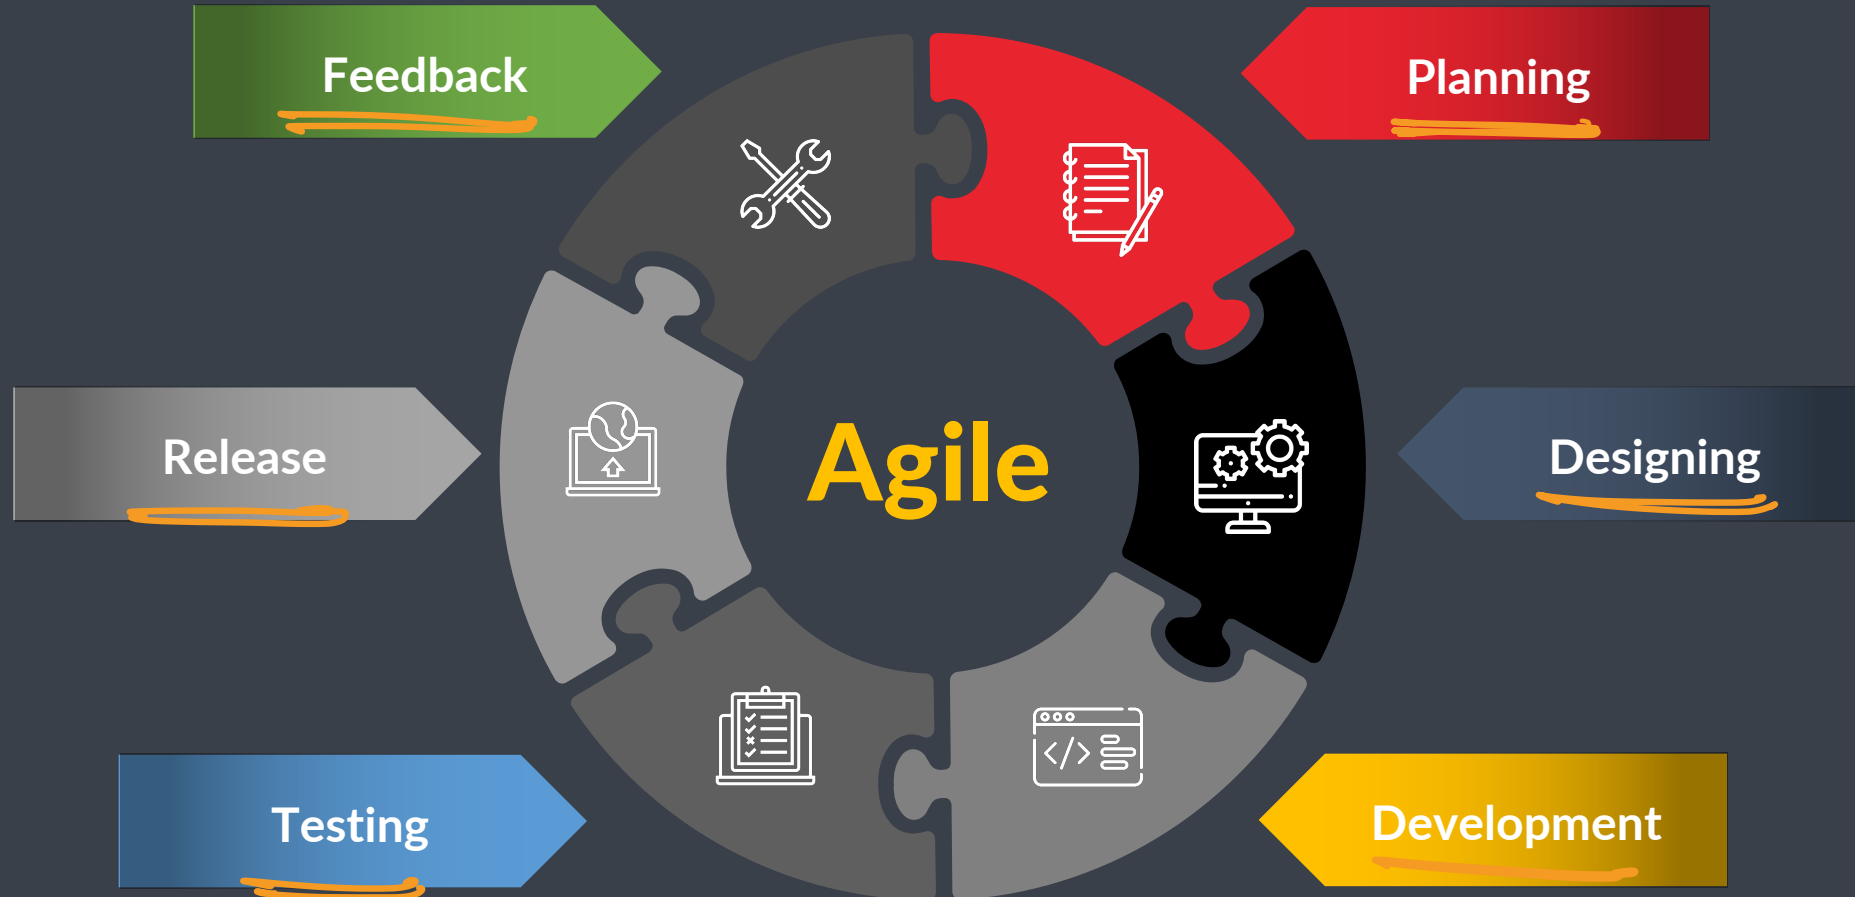 Feedback
Planning
Release
Agile
Designing
Testing
Development